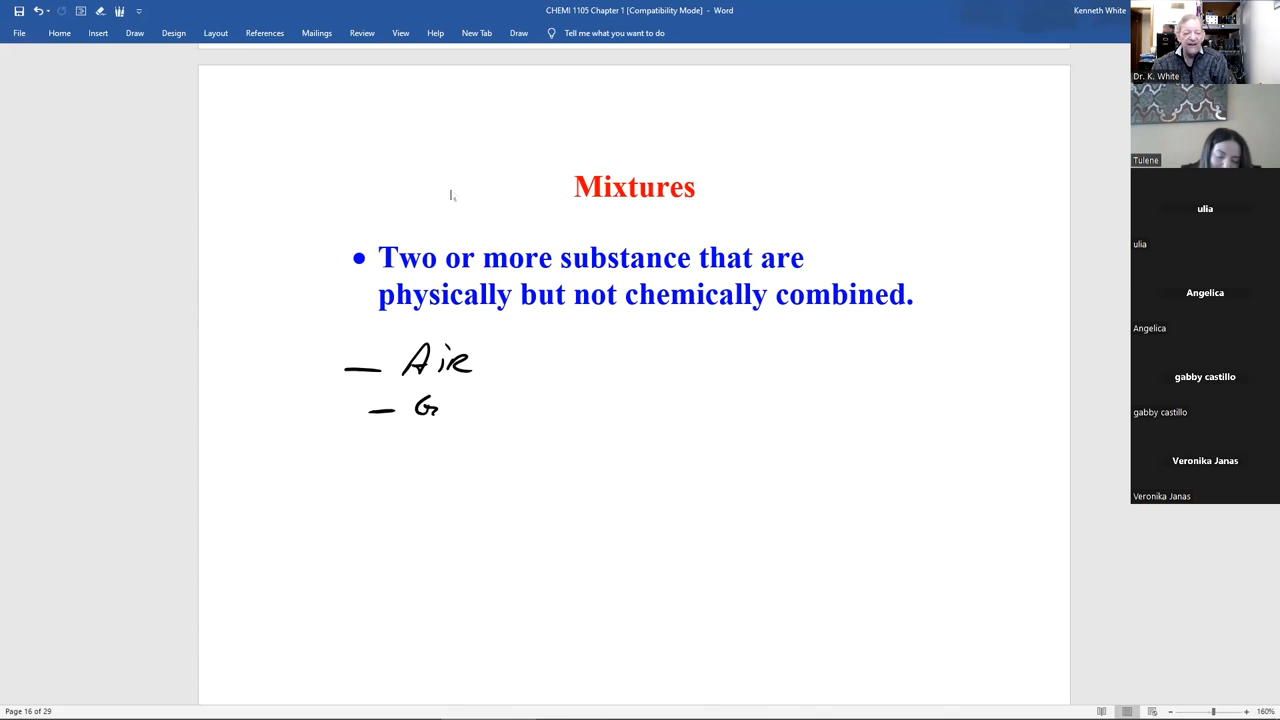 CHEMI 1105 Chapter 1 [Compatibility Mode] - Word
Kenneth White
File Home Insert Draw Design Layout References Mailings Review View Help New Tab Draw Tell me what you want to do
Mixtures
• Two or more substance that are
physically but not chemically combined.
— Air
— G
Dr. K. White
Tulene
ulia
ulia
Angelica
Angelica
gabby castillo
gabby castillo
Veronika Janas
Veronika Janas
Page 16 of 29
160%